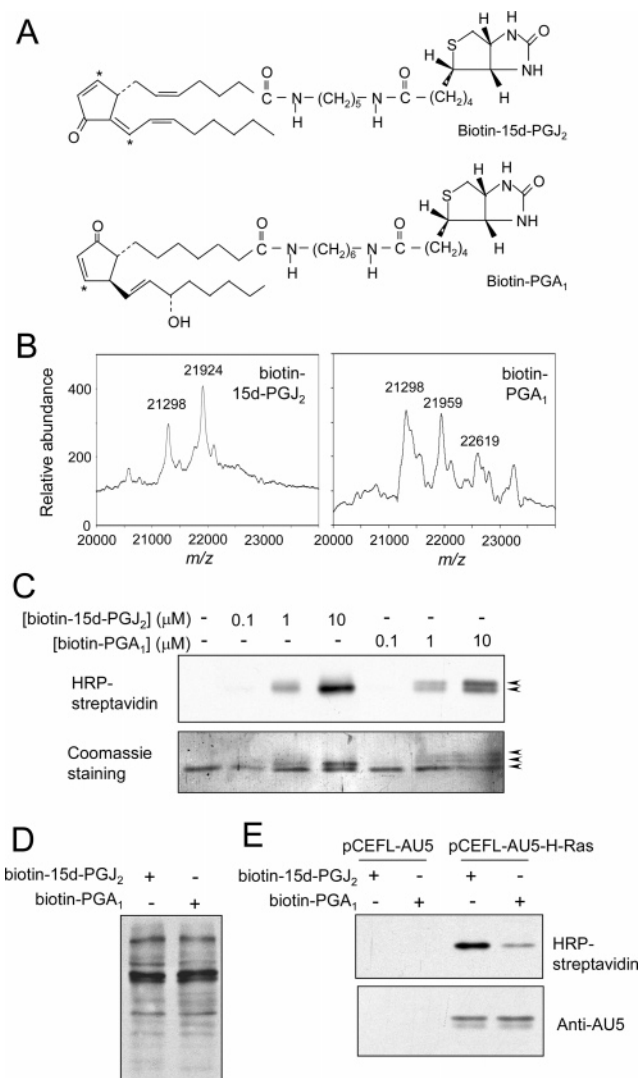 A
*
O
*
O
C N (CH2)5 N C
H H
O
(CH2)4
S
H
H
HN
NH
O
Biotin-15d-PGJ2
O
*
OH
O
C N (CH2)6 N C
H H
O
(CH2)4
S
H
H
HN
NH
O
Biotin-PGA1
B
Relative abundance
400
200
0
21298
21924
biotin-
15d-PGJ2
20000 21000 22000 23000
m/z
21298
21959
22619
biotin-
PGA1
20000 21000 22000 23000
m/z
C
[biotin-15d-PGJ2] (μM) - 0.1 1 10 - - -
[biotin-PGA1] (μM) - - - - 0.1 1 10
HRP-
streptavidin
Coomassie
staining
D
biotin-15d-PGJ2 + -
biotin-PGA1 - +
E
pCEFL-AU5 pCEFL-AU5-H-Ras
biotin-15d-PGJ2 + - + -
biotin-PGA1 - + - +
HRP-
streptavidin
Anti-AU5